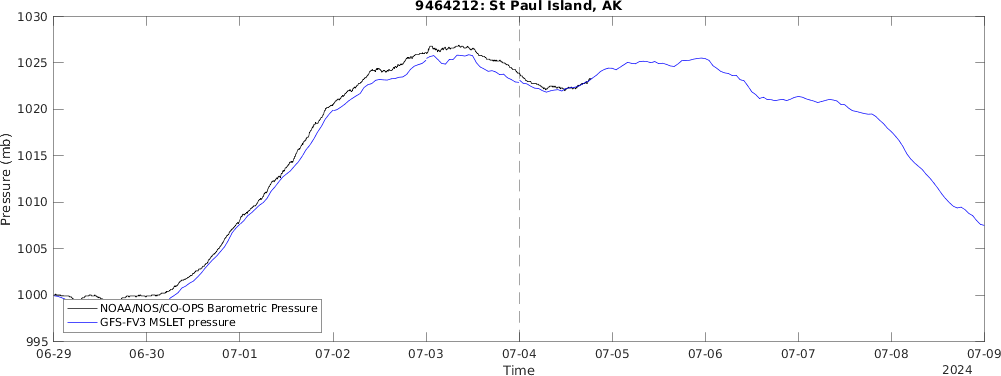 9464212: St Paul Island, AK
Pressure (mb)
1030
1025
1020
1015
1010
1005
1000
995
NOAA/NOS/CO-OPS Barometric Pressure
GFS-FV3 MSLET pressure
06-29 06-30 07-01 07-02 07-03 07-04 07-05 07-06 07-07 07-08 07-09
Time
2024